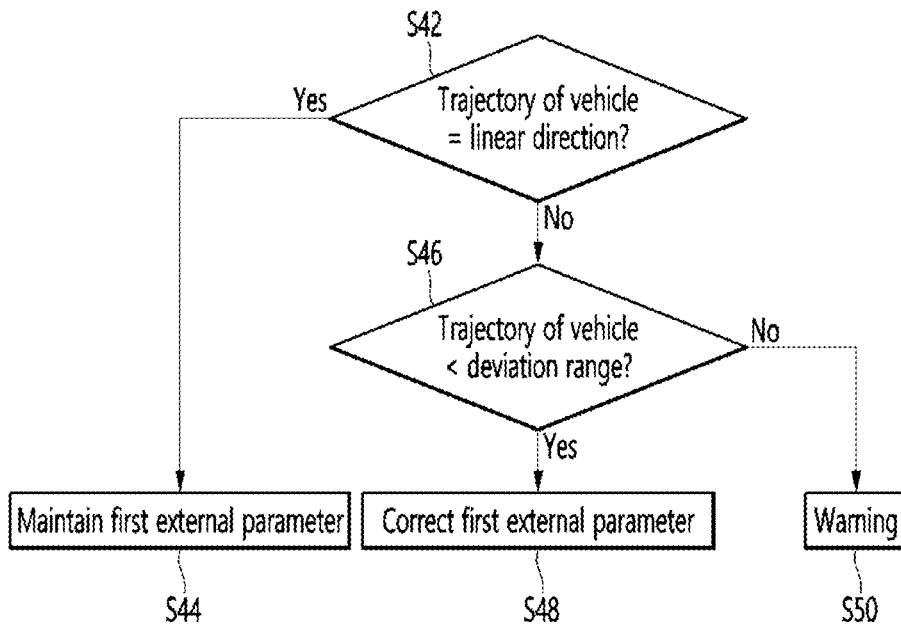 S42
Yes
Trajectory of vehicle
= linear direction?
No
S46
Trajectory of vehicle
< deviation range?
No
Yes
Maintain first external parameter
Correct first external parameter
Warning
S44
S48
S50